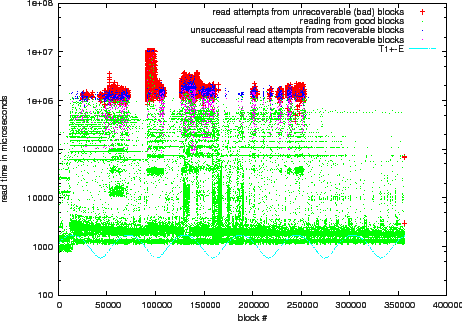 read attempts from unrecoverable (bad) blocks
reading from good blocks
unsuccessful read attempts from recoverable blocks
successful read attempts from recoverable blocks
T1+-E
1e+08
1e+07
1e+06
100000
10000
1000
100
read time in microseconds
0 50000 100000 150000 200000 250000 300000 350000 400000
block #